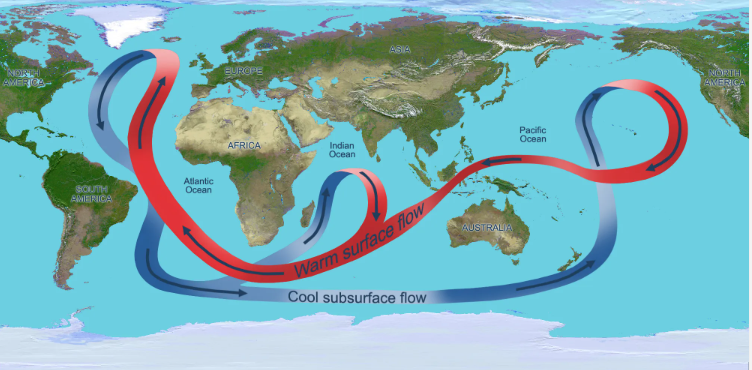 NORTH
AMERICA
EUROPE
ASIA
NORTH
AMERICA
AFRICA
Indian
Ocean
Pacific
Ocean
Atlantic
Ocean
SOUTH
AMERICA
AUSTRALIA
Warm surface flow
Cool subsurface flow